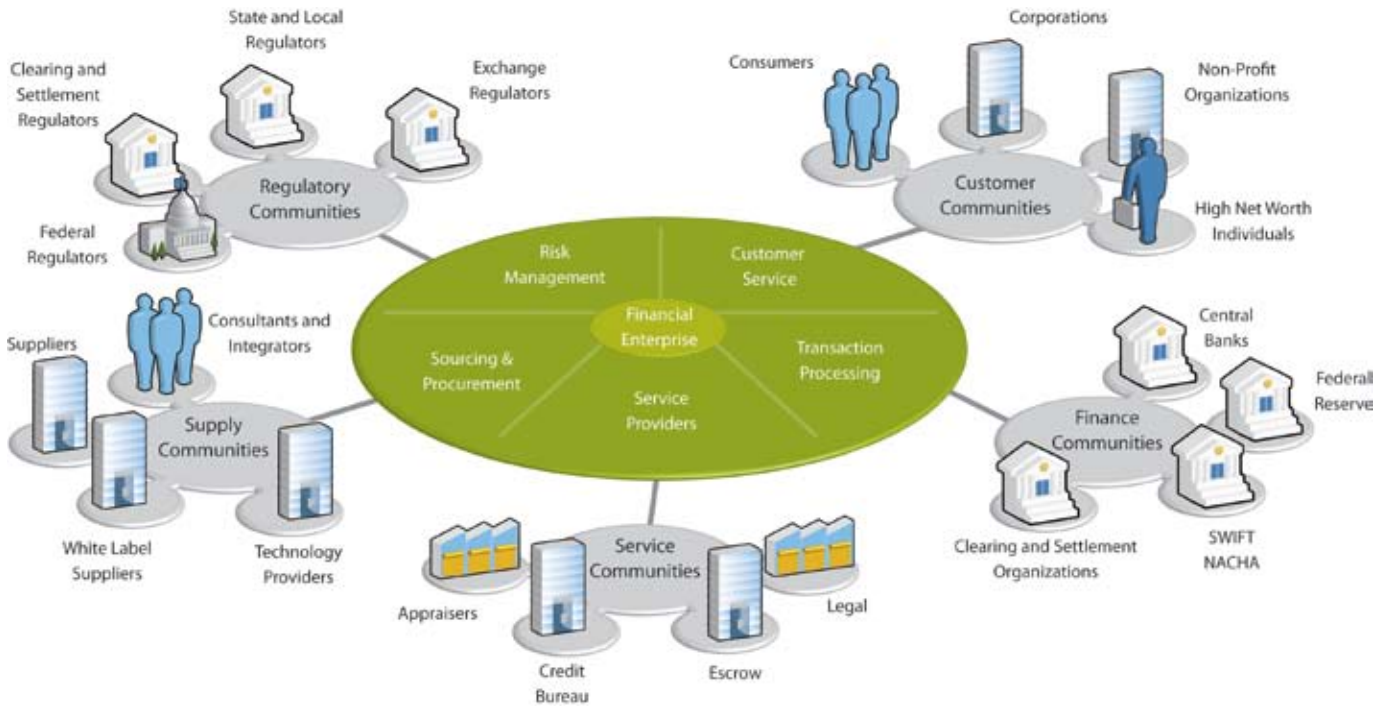 State and Local
Regulators
Clearing and
Settlement
Regulators
Exchange
Regulators
Regulatory
Communities
Federal
Regulators
Corporations
Consumers
Non-Profit
Organizations
Customer
Communities
High Net Worth
Individuals
Risk
Management
Customer
Service
Financial
Enterprise
Sourcing &
Procurement
Transaction
Processing
Service
Providers
Consultants and
Integrators
Suppliers
Supply
Communities
White Label
Suppliers
Technology
Providers
Central
Banks
Federall
Reserve
Finance
Communities
Clearing and Settlement
Organizations
SWIFT
NACHA
Service
Communities
Appraisers
Legal
Credit
Bureau
Escrow